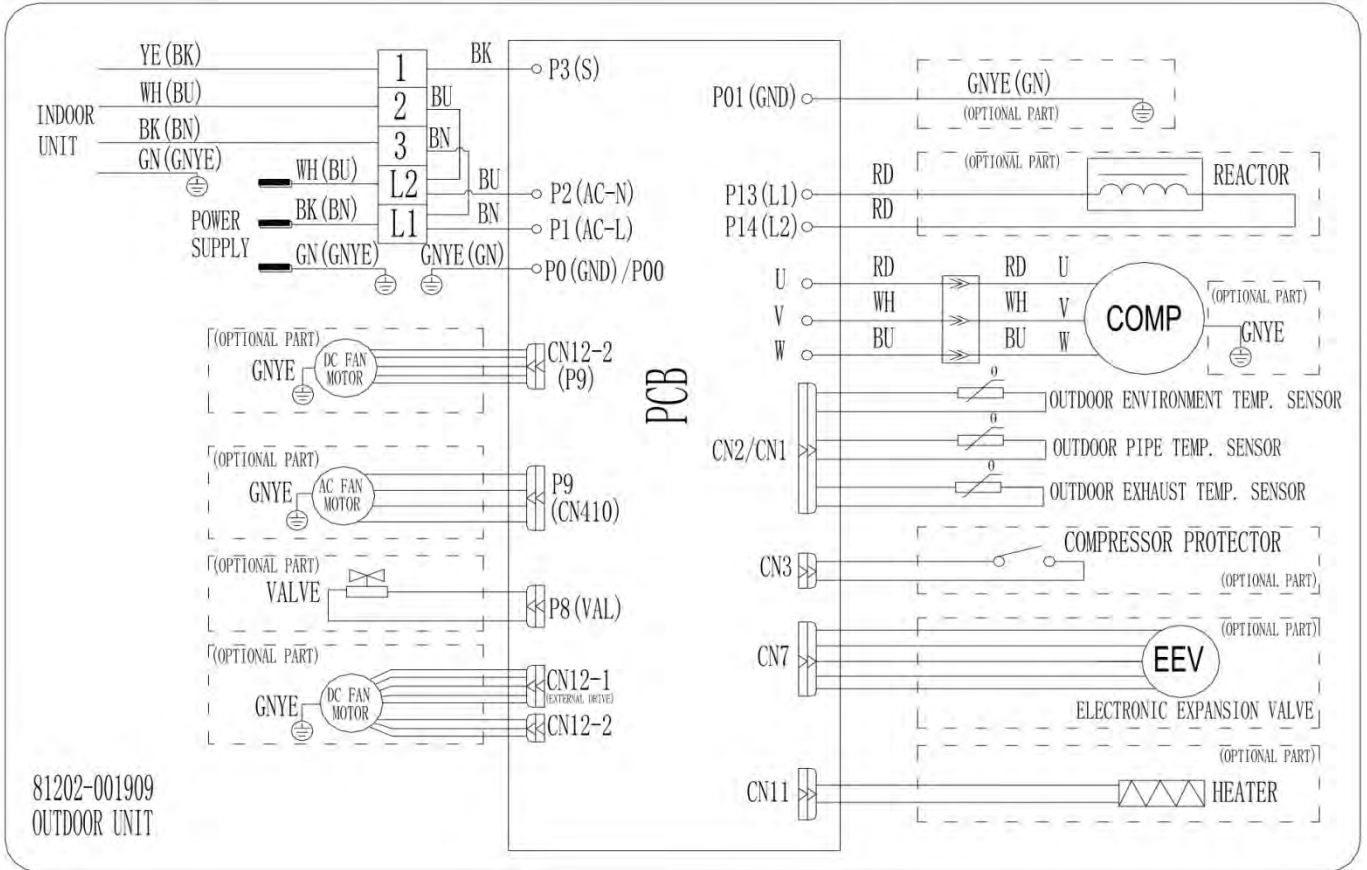 YE(BK)
1
BK
P3(S)
WH(BU)
2
BU
INDOOR
UNIT
BK(BN)
3
BN
GN(GNYE)
WH(BU)
L2
BU
P2(AC-N)
POWER
SUPPLY
BK(BN)
L1
BN
P1(AC-L)
GN(GNYE)
GNYE(GN)
P0(GND)/P00
(OPTIONAL PART)
GNYE
DC FAN
MOTOR
CN12-2
(P9)
(OPTIONAL PART)
GNYE
AC FAN
MOTOR
P9
(CN410)
(OPTIONAL PART)
VALVE
P8(VAL)
(OPTIONAL PART)
GNYE
DC FAN
MOTOR
CN12-1
(EXTERNAL DRIVE)
CN12-2
81202-001909
OUTDOOR UNIT
PCB
P01(GND)
GNYE(GN)
(OPTIONAL PART)
(OPTIONAL PART)
P13(L1)
RD
REACTOR
P14(L2)
RD
U
RD
RD
U
V
WH
WH
V
W
BU
BU
W
COMP
(OPTIONAL PART)
GNYE
CN2/CN1
θ
OUTDOOR ENVIRONMENT TEMP. SENSOR
θ
OUTDOOR PIPE TEMP. SENSOR
θ
OUTDOOR EXHAUST TEMP. SENSOR
CN3
COMPRESSOR PROTECTOR
(OPTIONAL PART)
CN7
(OPTIONAL PART)
EEV
ELECTRONIC EXPANSION VALVE
(OPTIONAL PART)
CN11
HEATER